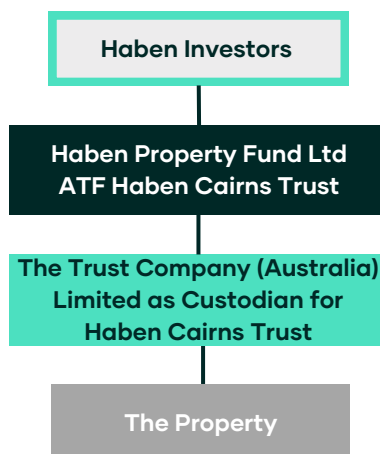 Haben Investors
Haben Property Fund Ltd
ATF Haben Cairns Trust
The Trust Company (Australia)
Limited as Custodian for
Haben Cairns Trust
The Property